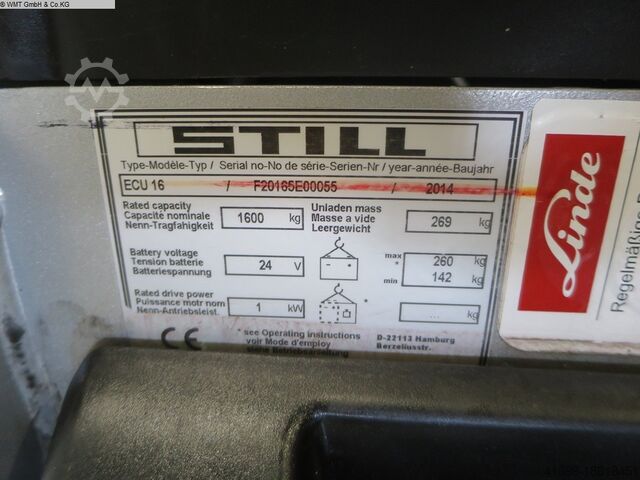 © WMT GmbH & Co.KG
STILL
Type-Modèle-Typ / Serial no-No de série-Serien-Nr / year-année-Baujahr
ECU 16 / F20165E00055 / 2014
Rated capacity
Capacité nominale
Nenn-Tragfähigkeit
1600 kg
Unladen mass
Masse a vide
Leergewicht
269 kg
Battery voltage
Tension batterie
Batteriespannung
24 V
max 260 kg
*
min 142 kg
Rated drive power
Puissance mot nom
Nenn-Antriebsleist.
1 kW
*
... kg
CE
* see Operating instructions
voir Mode d'employ
siehe Betriebsanleitung
D-22113 Hamburg
Berzeliusstr.
Linde
Regelmäßige